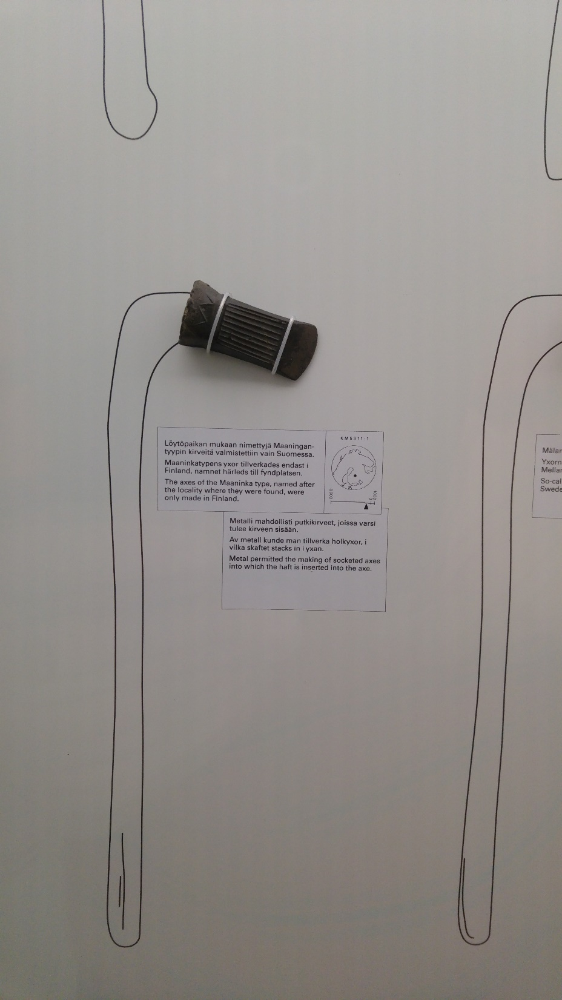 Löytöpaikan mukaan nimettyjä Maaningan-
tyypin kirveitä valmistettiin vain Suomessa.
Maaninkatypens yxor tillverkades endast i
Finland, namnet härleds till fyndplatsen.
The axes of the Maaninka type, named after
the locality where they were found, were
only made in Finland.
KM5311:1
-9000
0
1000
Metalli mahdollisti putkikirveet, joissa varsi
tulee kirveen sisään.
Av metall kunde man tillverka holkyxor, i
vilka skaftet stacks in i yxan.
Metal permitted the making of socketed axes
into which the haft is inserted into the axe.
Mälar
Yxorn
Mellar
So-cal
Swede